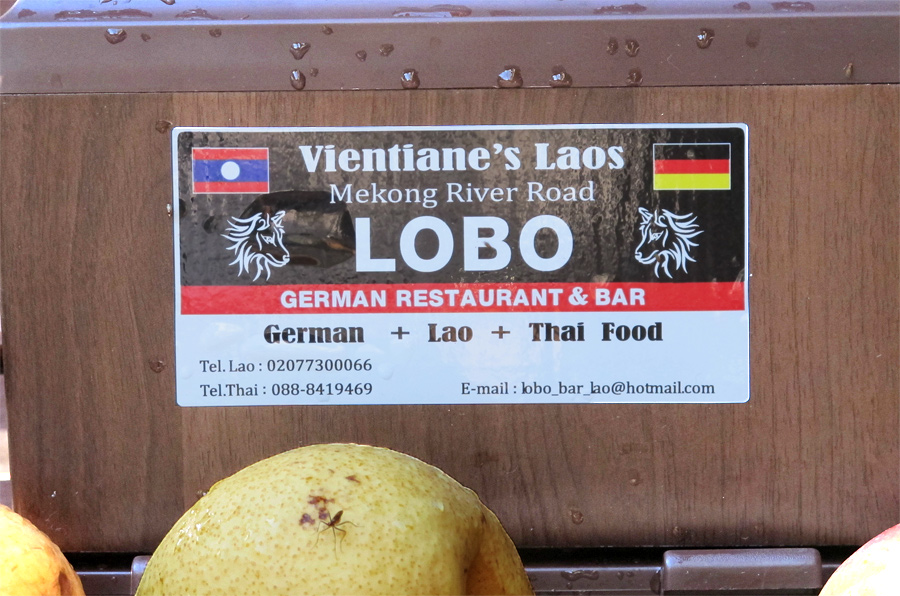 Vientiane's Laos
Mekong River Road
LOBO
GERMAN RESTAURANT & BAR
German + Lao + Thai Food
Tel. Lao : 02077300066
Tel.Thai : 088-8419469
E-mail : lobo_bar_lao@hotmail.com